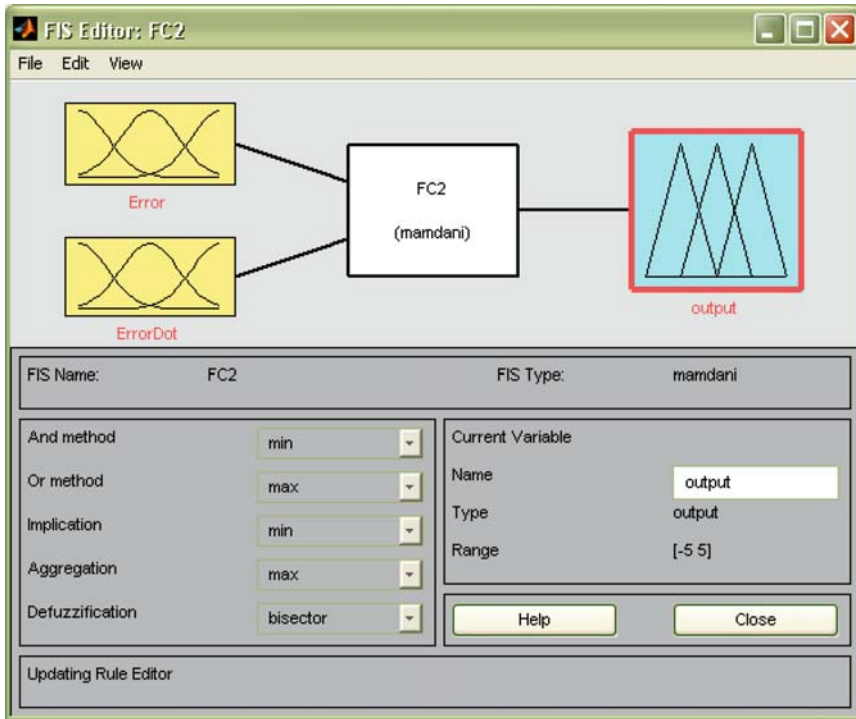 FIS Editor: FC2
File Edit View
Error
ErrorDot
FC2
(mamdani)
output
FIS Name: FC2 FIS Type: mamdani
And method min
Or method max
Implication min
Aggregation max
Defuzzification bisector
Current Variable
Name output
Type output
Range [-5 5]
Help Close
Updating Rule Editor